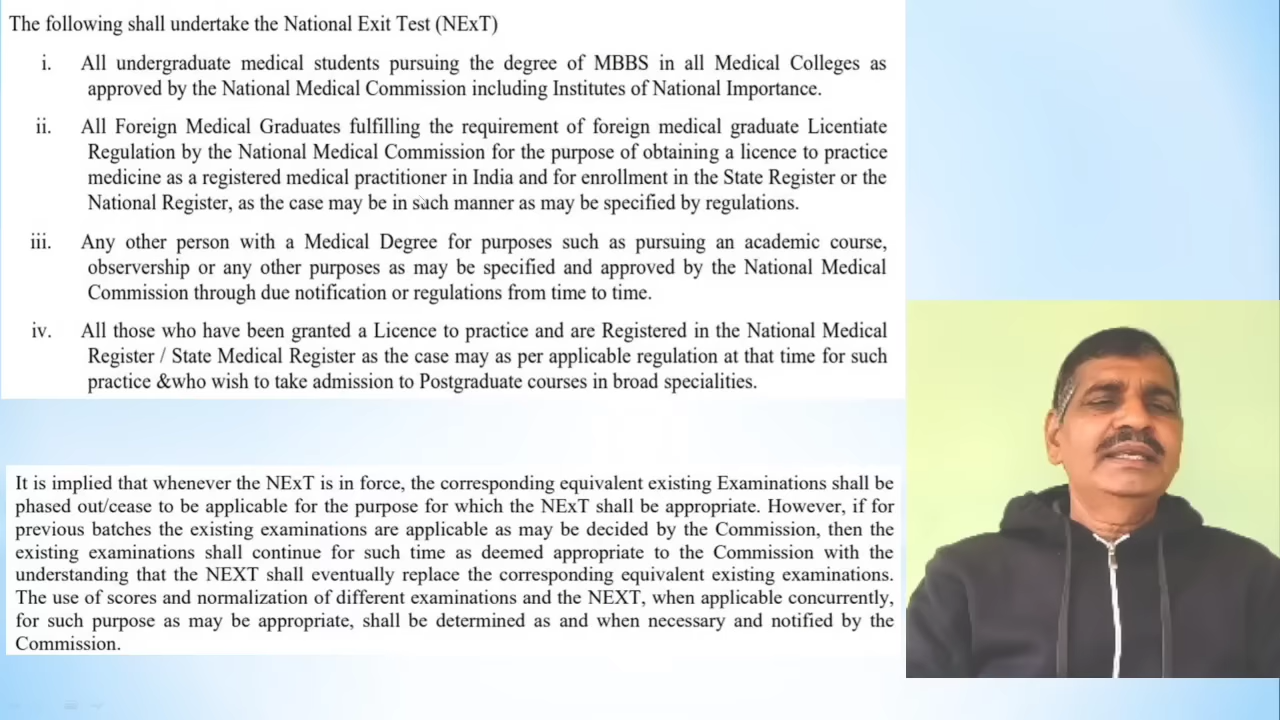 The following shall undertake the National Exit Test (NExT)
i. All undergraduate medical students pursuing the degree of MBBS in all Medical Colleges as
approved by the National Medical Commission including Institutes of National Importance.
ii. All Foreign Medical Graduates fulfilling the requirement of foreign medical graduate Licentiate
Regulation by the National Medical Commission for the purpose of obtaining a licence to practice
medicine as a registered medical practitioner in India and for enrollment in the State Register or the
National Register, as the case may be in such manner as may be specified by regulations.
iii. Any other person with a Medical Degree for purposes such as pursuing an academic course,
observership or any other purposes as may be specified and approved by the National Medical
Commission through due notification or regulations from time to time.
iv. All those who have been granted a Licence to practice and are Registered in the National Medical
Register / State Medical Register as the case may as per applicable regulation at that time for such
practice &who wish to take admission to Postgraduate courses in broad specialities.
It is implied that whenever the NExT is in force, the corresponding equivalent existing Examinations shall be
phased out/cease to be applicable for the purpose for which the NExT shall be appropriate. However, if for
previous batches the existing examinations are applicable as may be decided by the Commission, then the
existing examinations shall continue for such time as deemed appropriate to the Commission with the
understanding that the NEXT shall eventually replace the corresponding equivalent existing examinations.
The use of scores and normalization of different examinations and the NEXT, when applicable concurrently,
for such purpose as may be appropriate, shall be determined as and when necessary and notified by the
Commission.